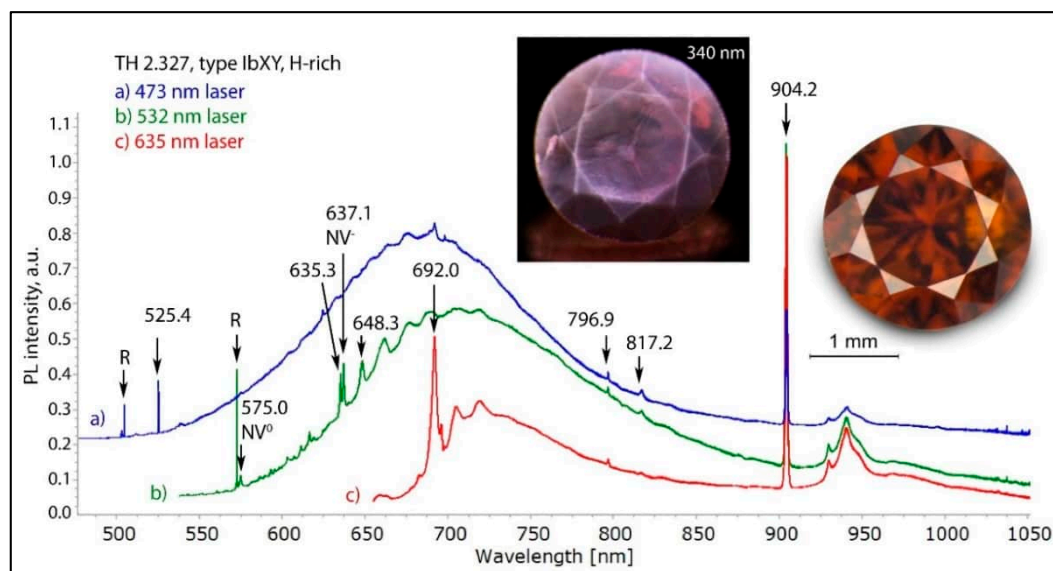 TH 2.327, type IbXY, H-rich
a) 473 nm laser
b) 532 nm laser
c) 635 nm laser
340 nm
904.2
1.1
1.0
0.9
0.8
0.7
0.6
0.5
0.4
0.3
0.2
0.1
0.0
PL intensity, a.u.
R
525.4
R
575.0
NV⁰
635.3
637.1
NV⁻
648.3
692.0
796.9
817.2
1 mm
a)
b)
c)
500 550 600 650 700 750 800 850 900 950 1000 1050
Wavelength [nm]